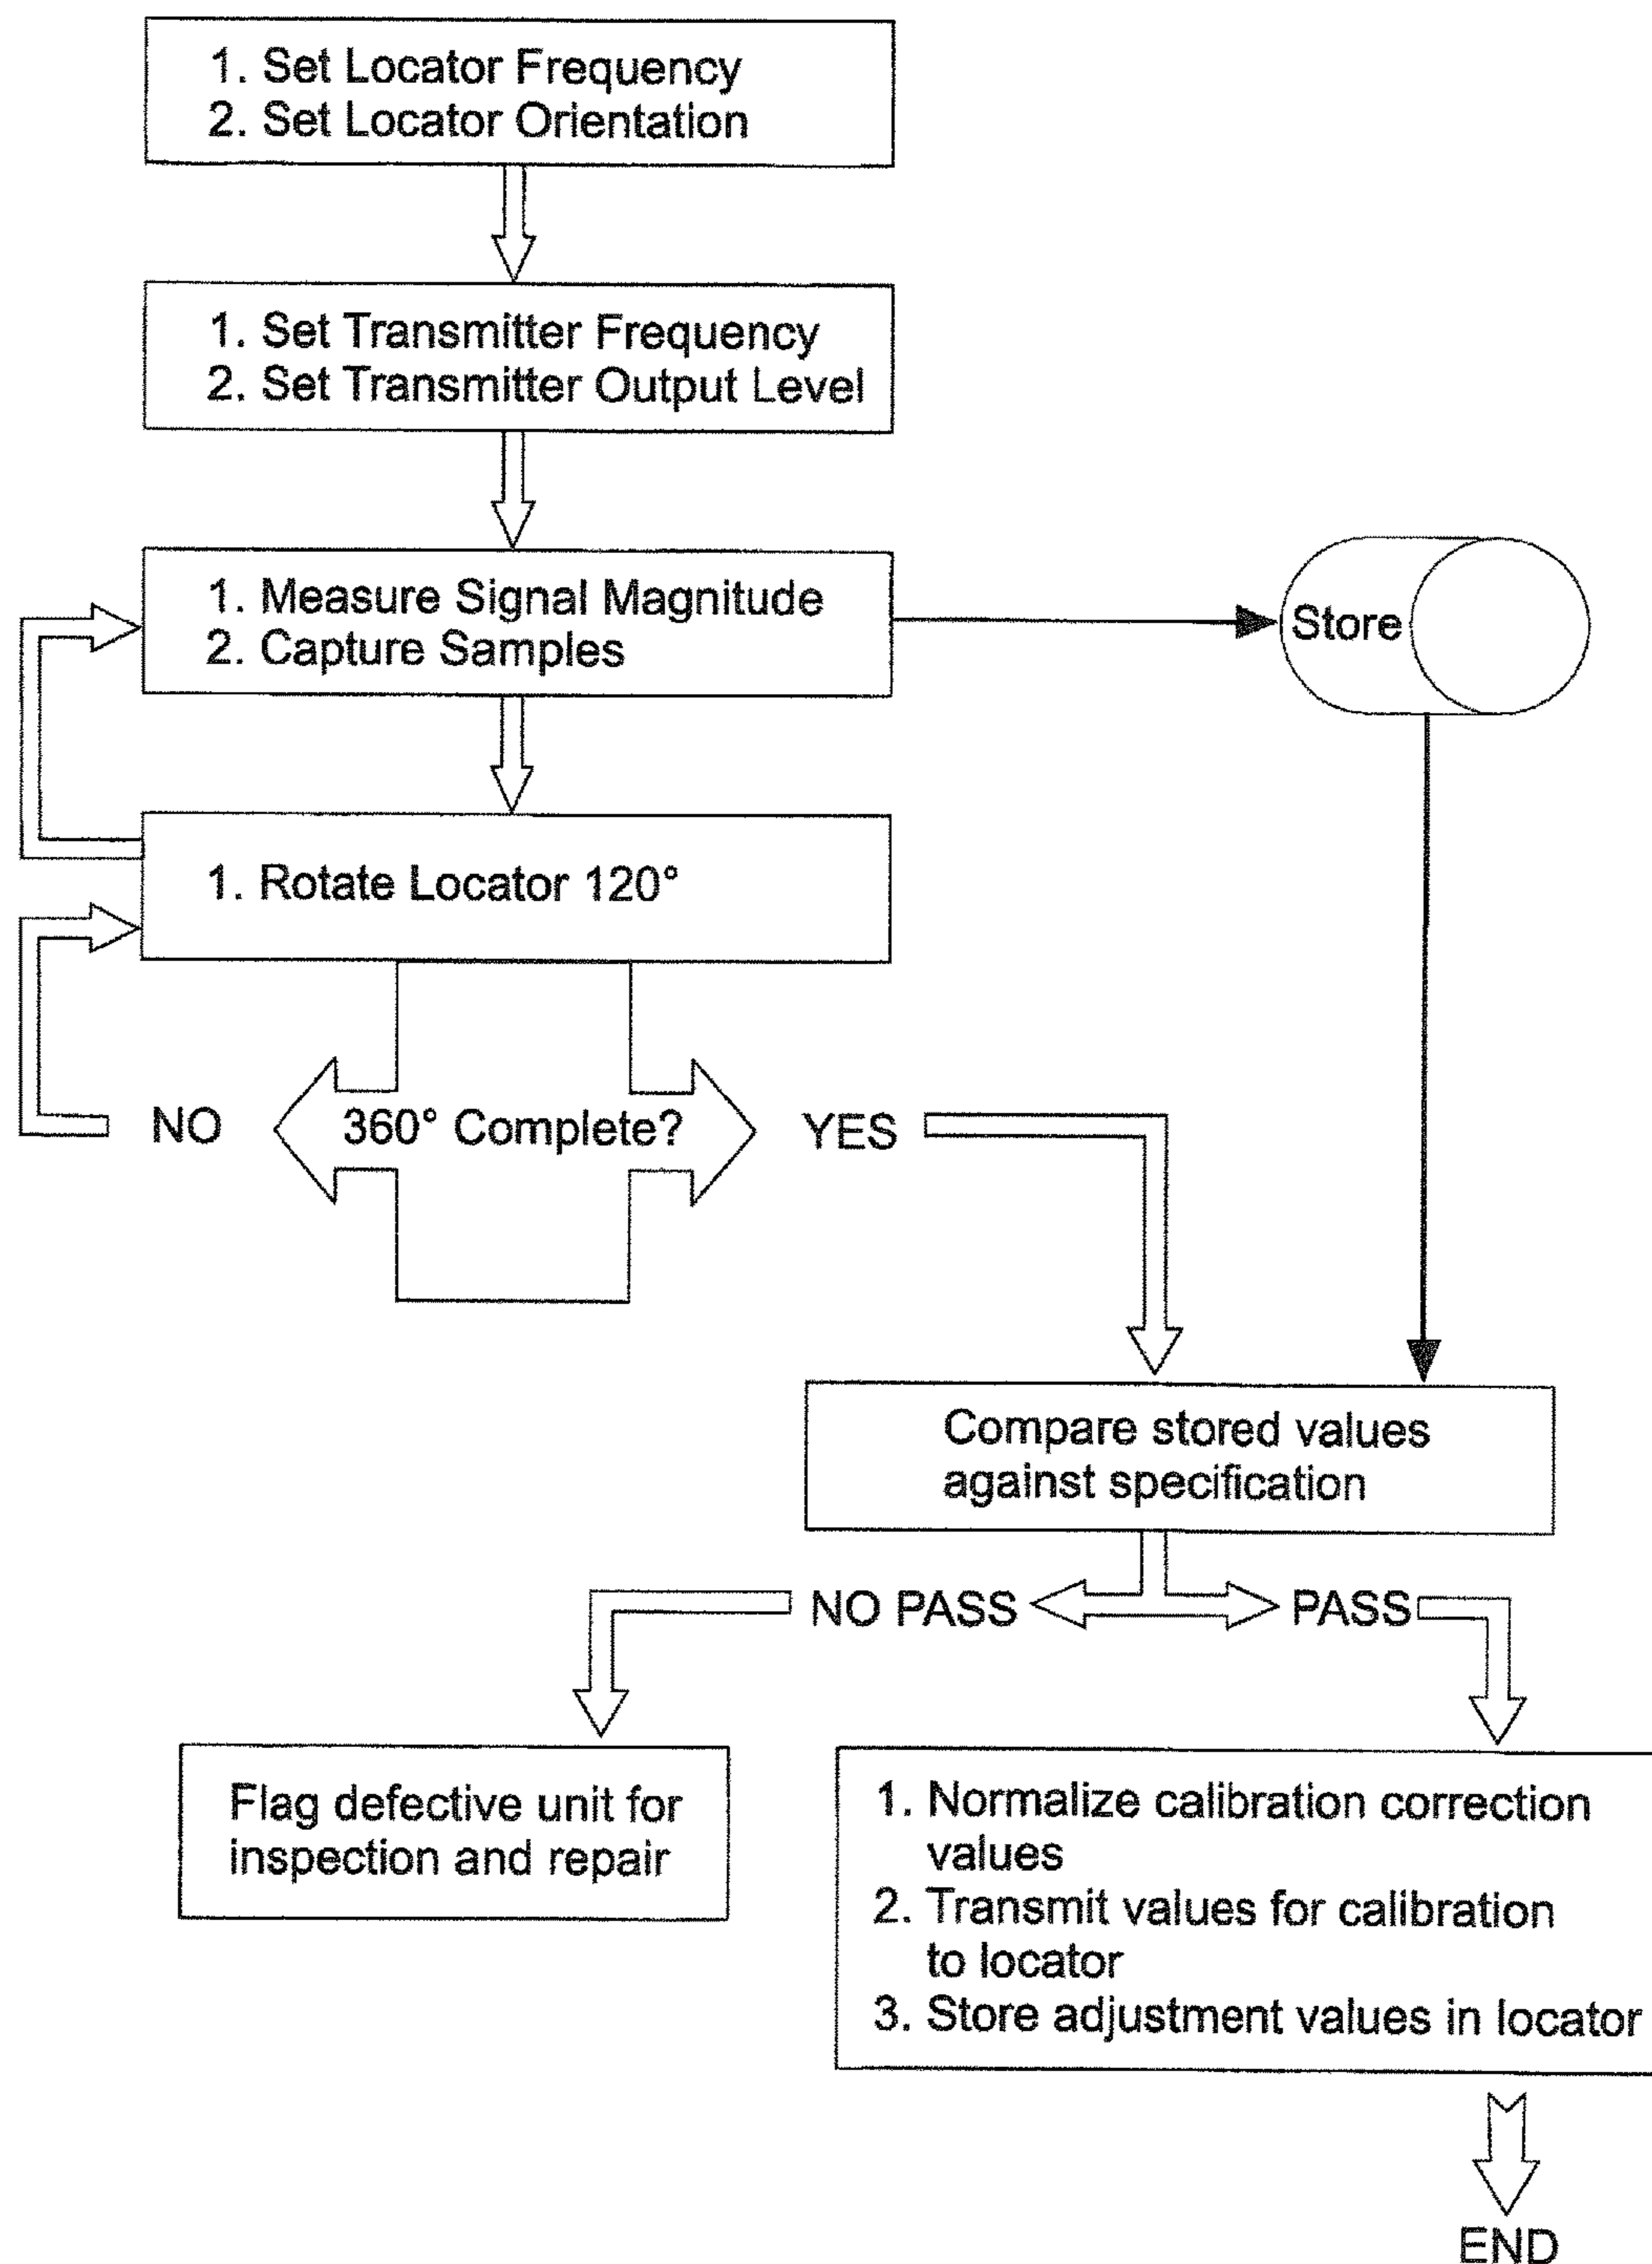 1. Set Locator Frequency
2. Set Locator Orientation
1. Set Transmitter Frequency
2. Set Transmitter Output Level
1. Measure Signal Magnitude
2. Capture Samples
Store
1. Rotate Locator 120°
NO
360° Complete?
YES
Compare stored values
against specification
NO PASS
PASS
Flag defective unit for
inspection and repair
1. Normalize calibration correction
values
2. Transmit values for calibration
to locator
3. Store adjustment values in locator
END